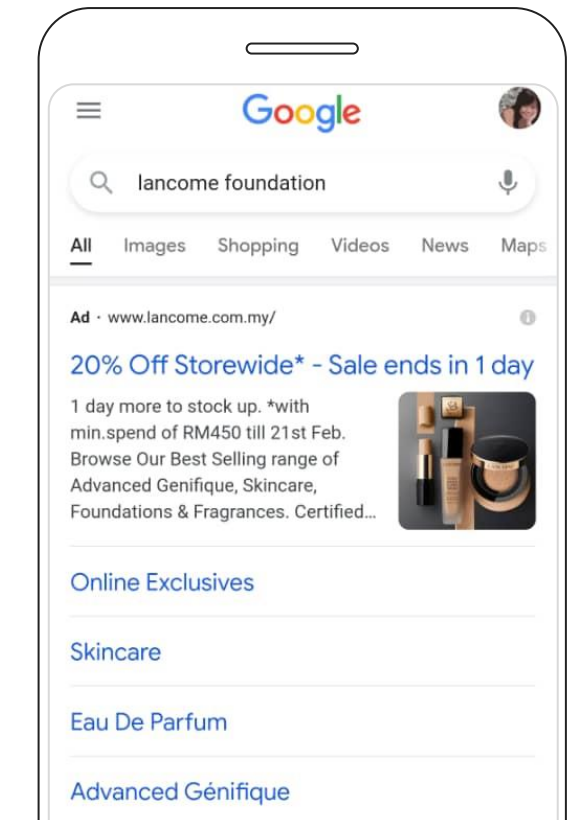 Google
lancome foundation
All Images Shopping Videos News Maps
Ad · www.lancome.com.my/
20% Off Storewide* - Sale ends in 1 day
1 day more to stock up. *with
min.spend of RM450 till 21st Feb.
Browse Our Best Selling range of
Advanced Genifique, Skincare,
Foundations & Fragrances. Certified...
LANCOME
Online Exclusives
Skincare
Eau De Parfum
Advanced Génifique